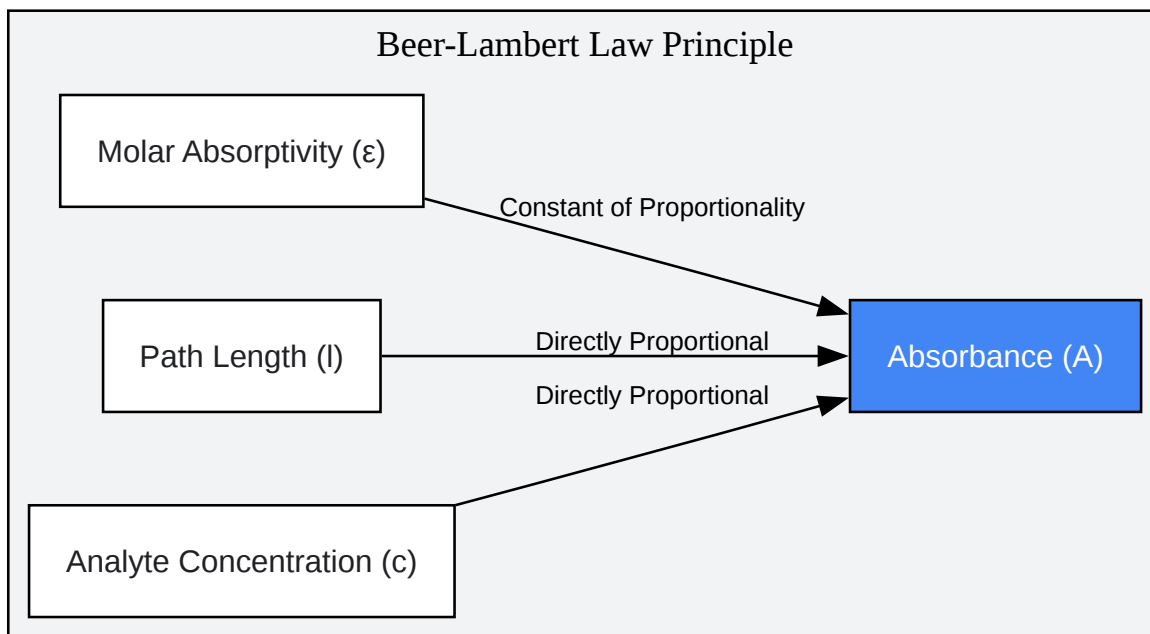 Beer-Lambert Law Principle
Molar Absorptivity (ε)
Constant of Proportionality
Path Length (l)
Directly Proportional
Absorbance (A)
Directly Proportional
Analyte Concentration (c)